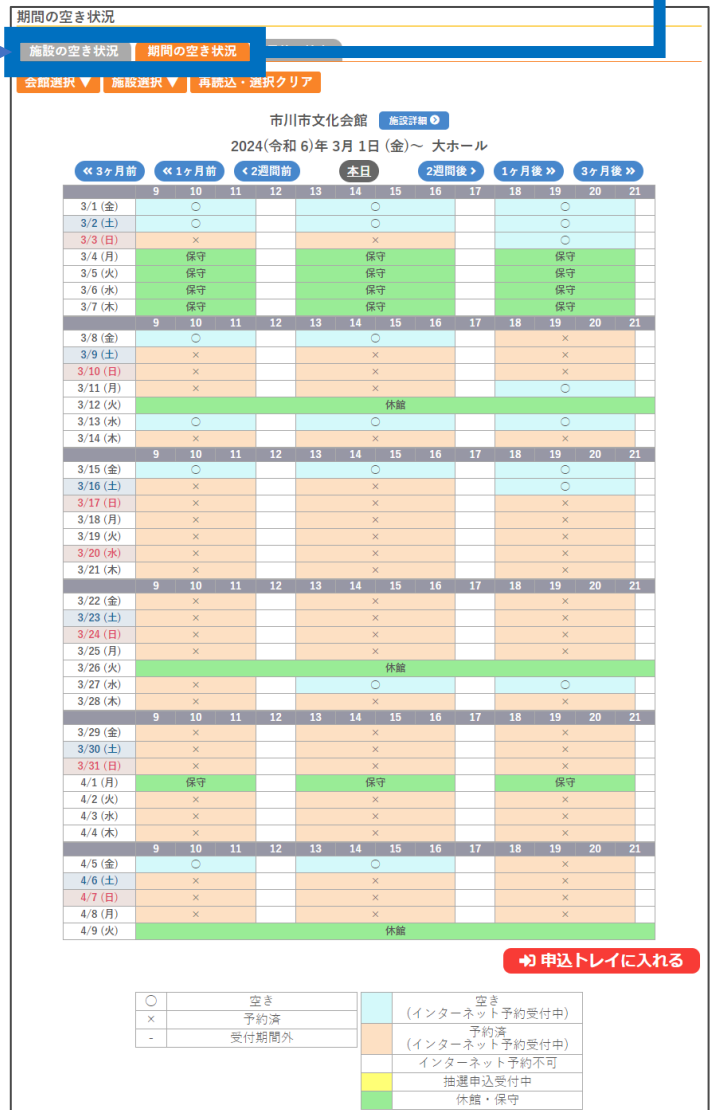 期間の空き状況
施設の空き状況 期間の空き状況
会館選択 ▼ 施設選択 ▼ 再読込・選択クリア
市川市文化会館 施設詳細
2024(令和 6)年 3月 1日 (金)～ 大ホール
≪ 3ヶ月前 ≪ 1ヶ月前 < 2週間前 本日 2週間後 > 1ヶ月後 ≫ 3ヶ月後 ≫
9 10 11 12 13 14 15 16 17 18 19 20 21
3/1 (金) ○ ○ ○
3/2 (土) ○ ○ ○
3/3 (日) × × ○
3/4 (月) 保守 保守 保守
3/5 (火) 保守 保守 保守
3/6 (水) 保守 保守 保守
3/7 (木) 保守 保守 保守
9 10 11 12 13 14 15 16 17 18 19 20 21
3/8 (金) ○ ○ ×
3/9 (土) × × ×
3/10 (日) × × ×
3/11 (月) × × ○
3/12 (火) 休館
3/13 (水) ○ ○ ○
3/14 (木) × × ×
9 10 11 12 13 14 15 16 17 18 19 20 21
3/15 (金) ○ ○ ○
3/16 (土) × × ○
3/17 (日) × × ×
3/18 (月) × × ×
3/19 (火) × × ×
3/20 (水) × × ×
3/21 (木) × × ×
9 10 11 12 13 14 15 16 17 18 19 20 21
3/22 (金) × × ×
3/23 (土) × × ×
3/24 (日) × × ×
3/25 (月) × × ×
3/26 (火) 休館
3/27 (水) × ○ ○
3/28 (木) × × ×
9 10 11 12 13 14 15 16 17 18 19 20 21
3/29 (金) × × ×
3/30 (土) × × ×
3/31 (日) × × ×
4/1 (月) 保守 保守 保守
4/2 (火) × × ×
4/3 (水) × × ×
4/4 (木) × × ×
9 10 11 12 13 14 15 16 17 18 19 20 21
4/5 (金) ○ ○ ×
4/6 (土) × × ×
4/7 (日) × × ×
4/8 (月) × × ×
4/9 (火) 休館
申込トレイに入れる
○ 空き
× 予約済
- 受付期間外
空き
(インターネット予約受付中)
予約済
(インターネット予約受付中)
インターネット予約不可
抽選申込受付中
休館・保守